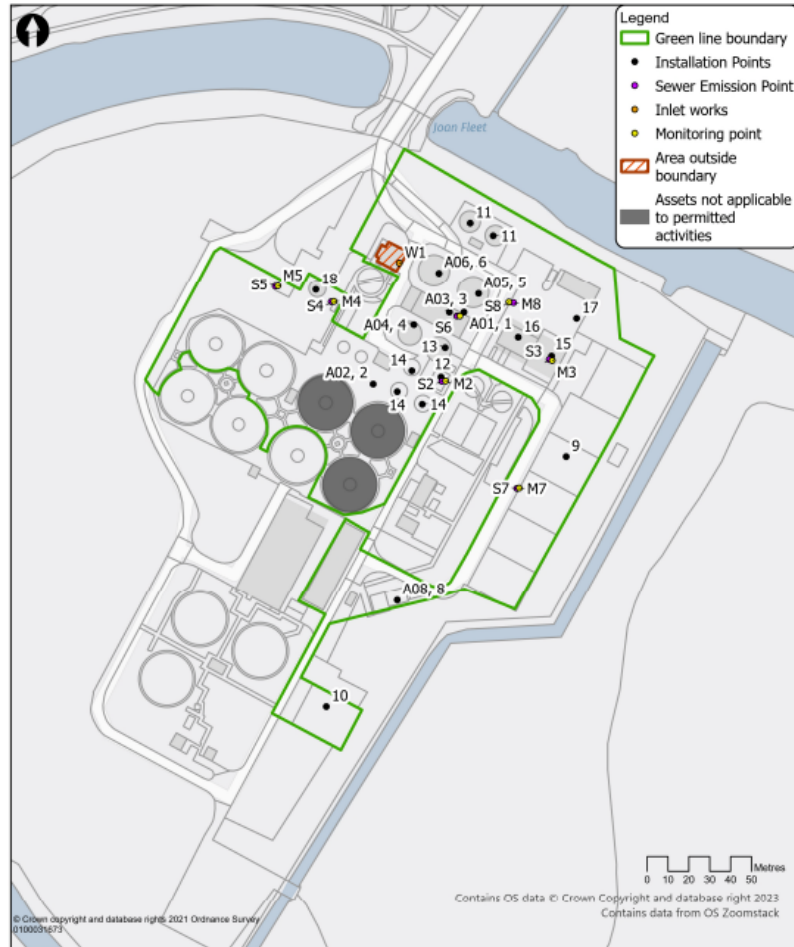 Legend
Green line boundary
Installation Points
Sewer Emission Point
Inlet works
Monitoring point
Area outside
boundary
Assets not applicable
to permitted
activities
Joan Fleet
11
11
W1
A06, 6
M5
S5
18
M4
S4
A05, 5
A03, 3
S8
M8
17
S6
A01, 1
A04, 4
16
13
15
S3
M3
14
12
A02, 2
S2
M2
14
14
9
S7
M7
A08, 8
10
0
10
20
30
40
50
Metres
Contains OS data © Crown Copyright and database right 2023
Contains data from OS Zoomstack
© Crown copyright and database rights 2021 Ordnance Survey
0100031673